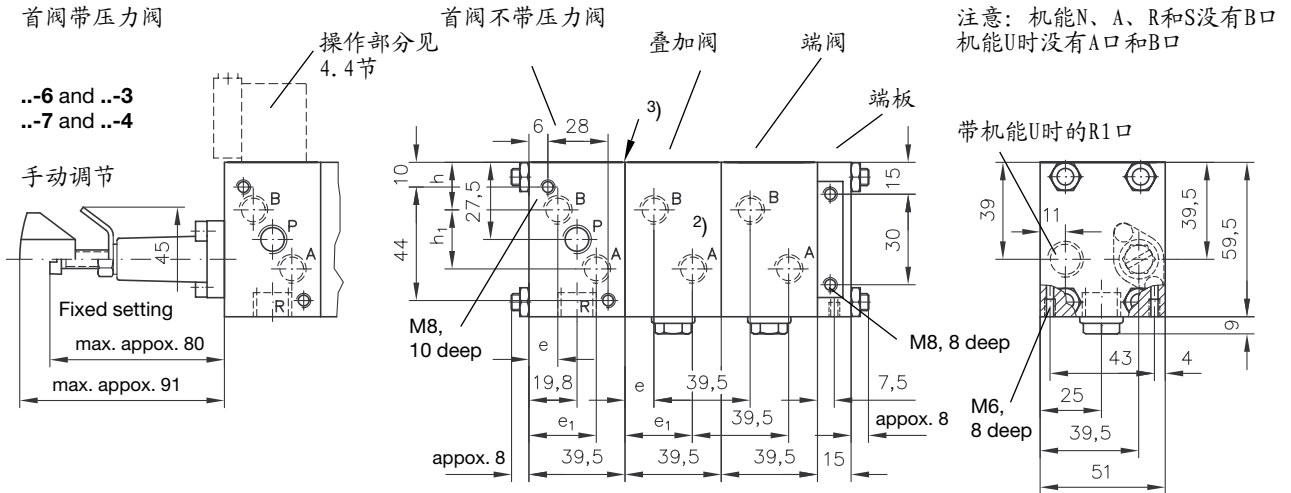 首阀带压力阀
首阀不带压力阀
注意: 机能N、A、R和S没有B口
机能U时没有A口和B口
操作部分见
4.4节
叠加阀
端阀
端板
..-6 and ..-3
..-7 and ..-4
手动调节
3)
带机能U时的R1口
6
28
10
h
27,5
h1
44
B
P
A
R
45
Fixed setting
max. appox. 80
max. appox. 91
B
P
A
R
B
2)
A
B
A
15
30
M8,
10 deep
M8, 8 deep
e
19,8
e
39,5
7,5
e1
e1
39,5
appox. 8
appox. 8
39,5
39,5
39,5
15
39
11
39,5
59,5
9
43
4
M6,
8 deep
25
39,5
51